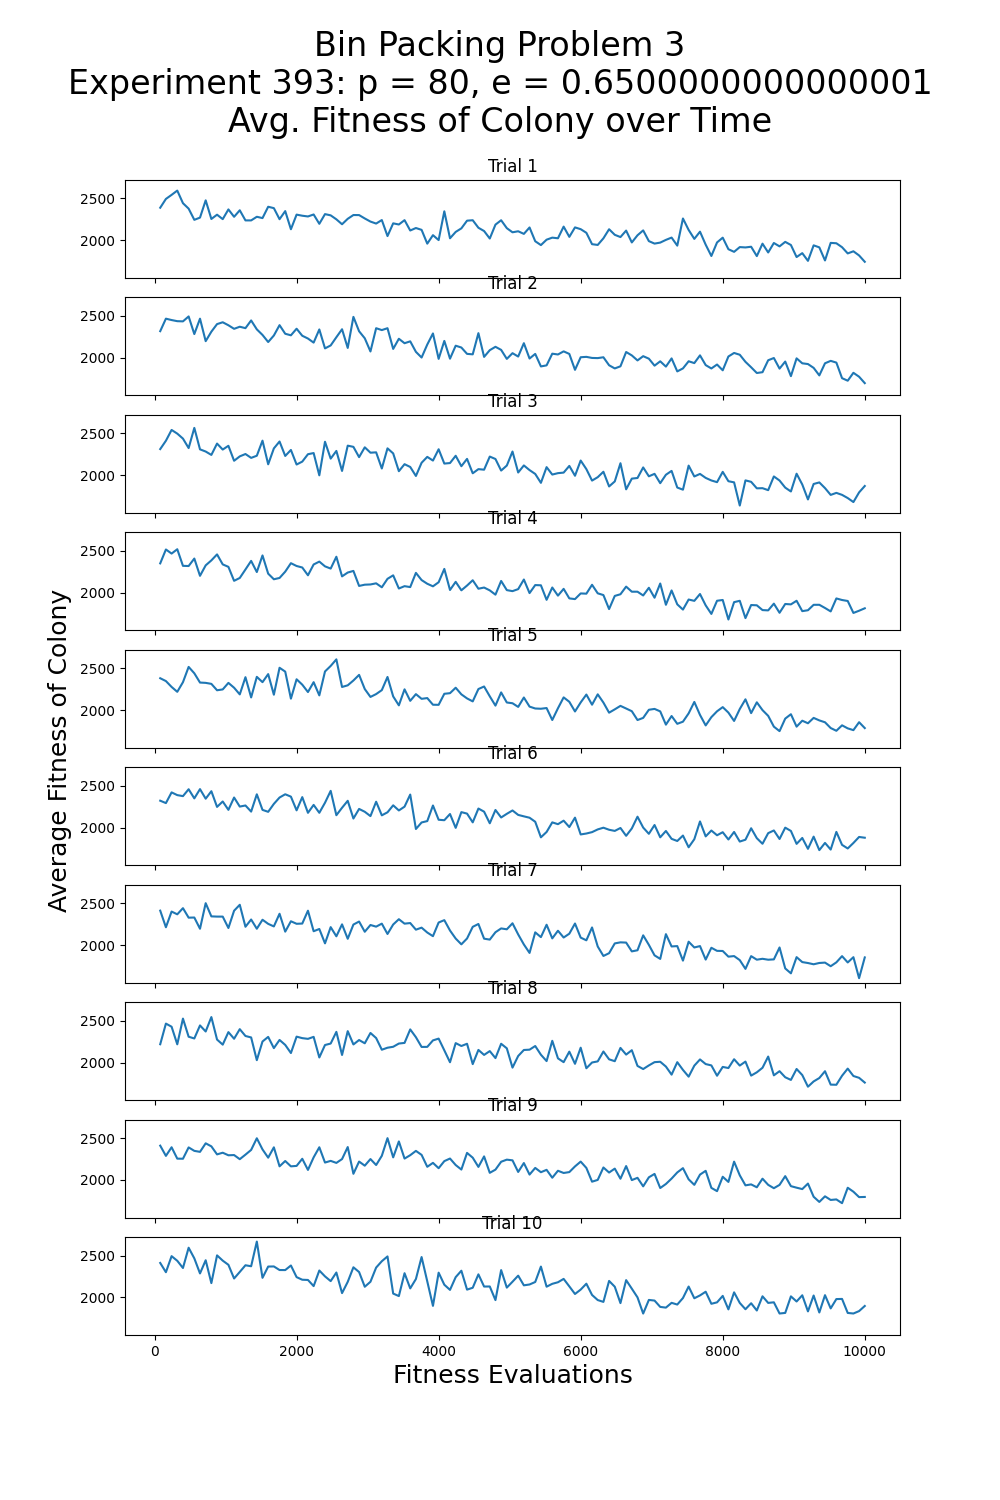 Bin Packing Problem 3
Experiment 393: p = 80, e = 0.6500000000000001
Avg. Fitness of Colony over Time
Trial 1
2500
2000
Trial 2
2500
2000
Trial 3
2500
2000
Trial 4
2500
2000
Trial 5
2500
2000
Trial 6
2500
2000
Trial 7
2500
2000
Trial 8
2500
2000
Trial 9
2500
2000
Trial 10
2500
2000
0 2000 4000 6000 8000 10000
Fitness Evaluations
Average Fitness of Colony